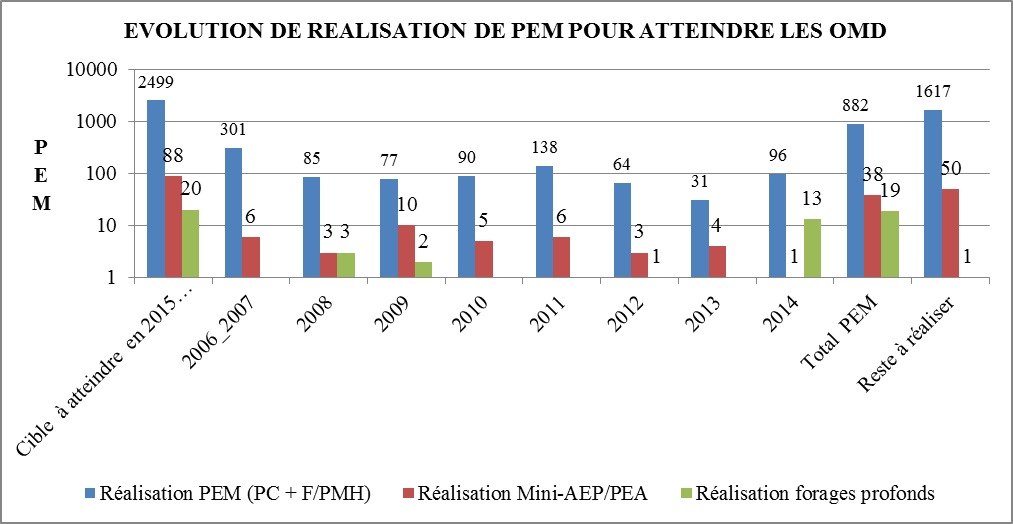 EVOLUTION DE REALISATION DE PEM POUR ATTEINDRE LES OMD
PEM
10000
1000
100
10
1
2499 88 20
301 6
85 3 3
77 10 2
90 5
138 6
64 3 1
31 4
96 1 13
882 38 19
1617 50 1
Cible à atteindre en 2015…
2006_2007
2008
2009
2010
2011
2012
2013
2014
Total PEM
Reste à réaliser
Réalisation PEM (PC + F/PMH) Réalisation Mini-AEP/PEA Réalisation forages profonds